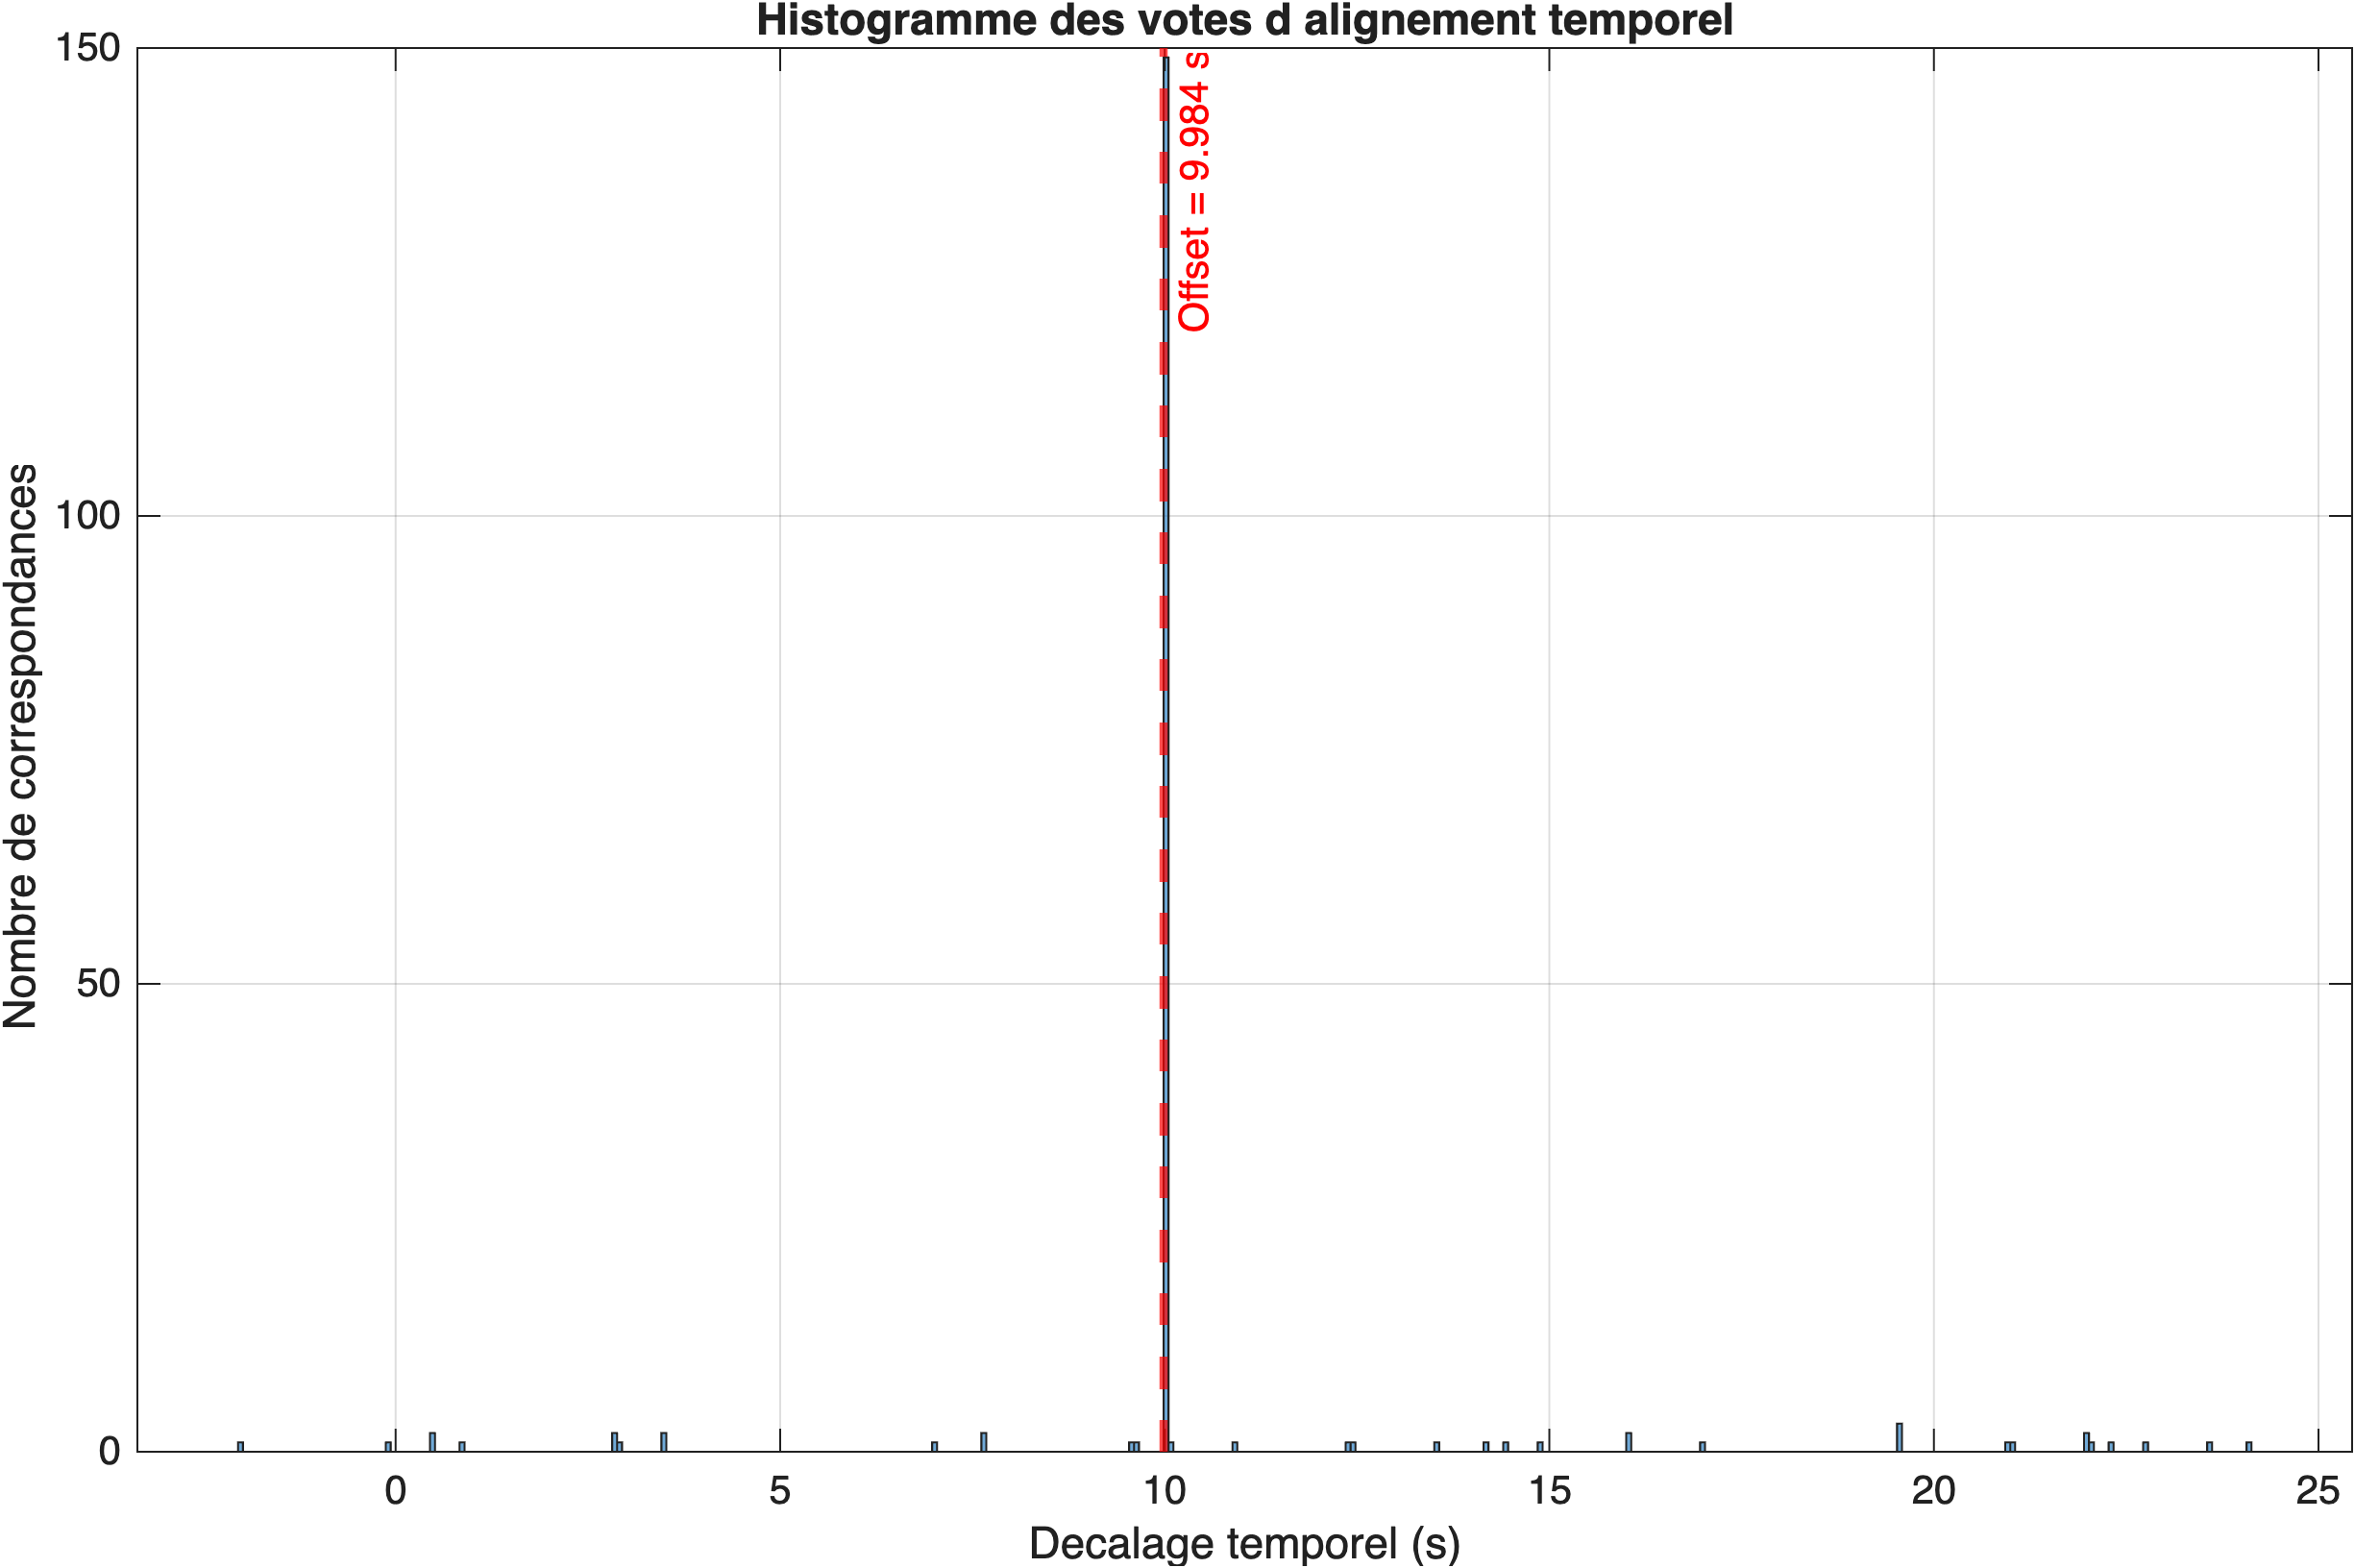 Histogramme des votes d alignement temporel
150
100
50
0
Nombre de correspondances
Offset = 9.984 s
0
5
10
15
20
25
Decalage temporel (s)